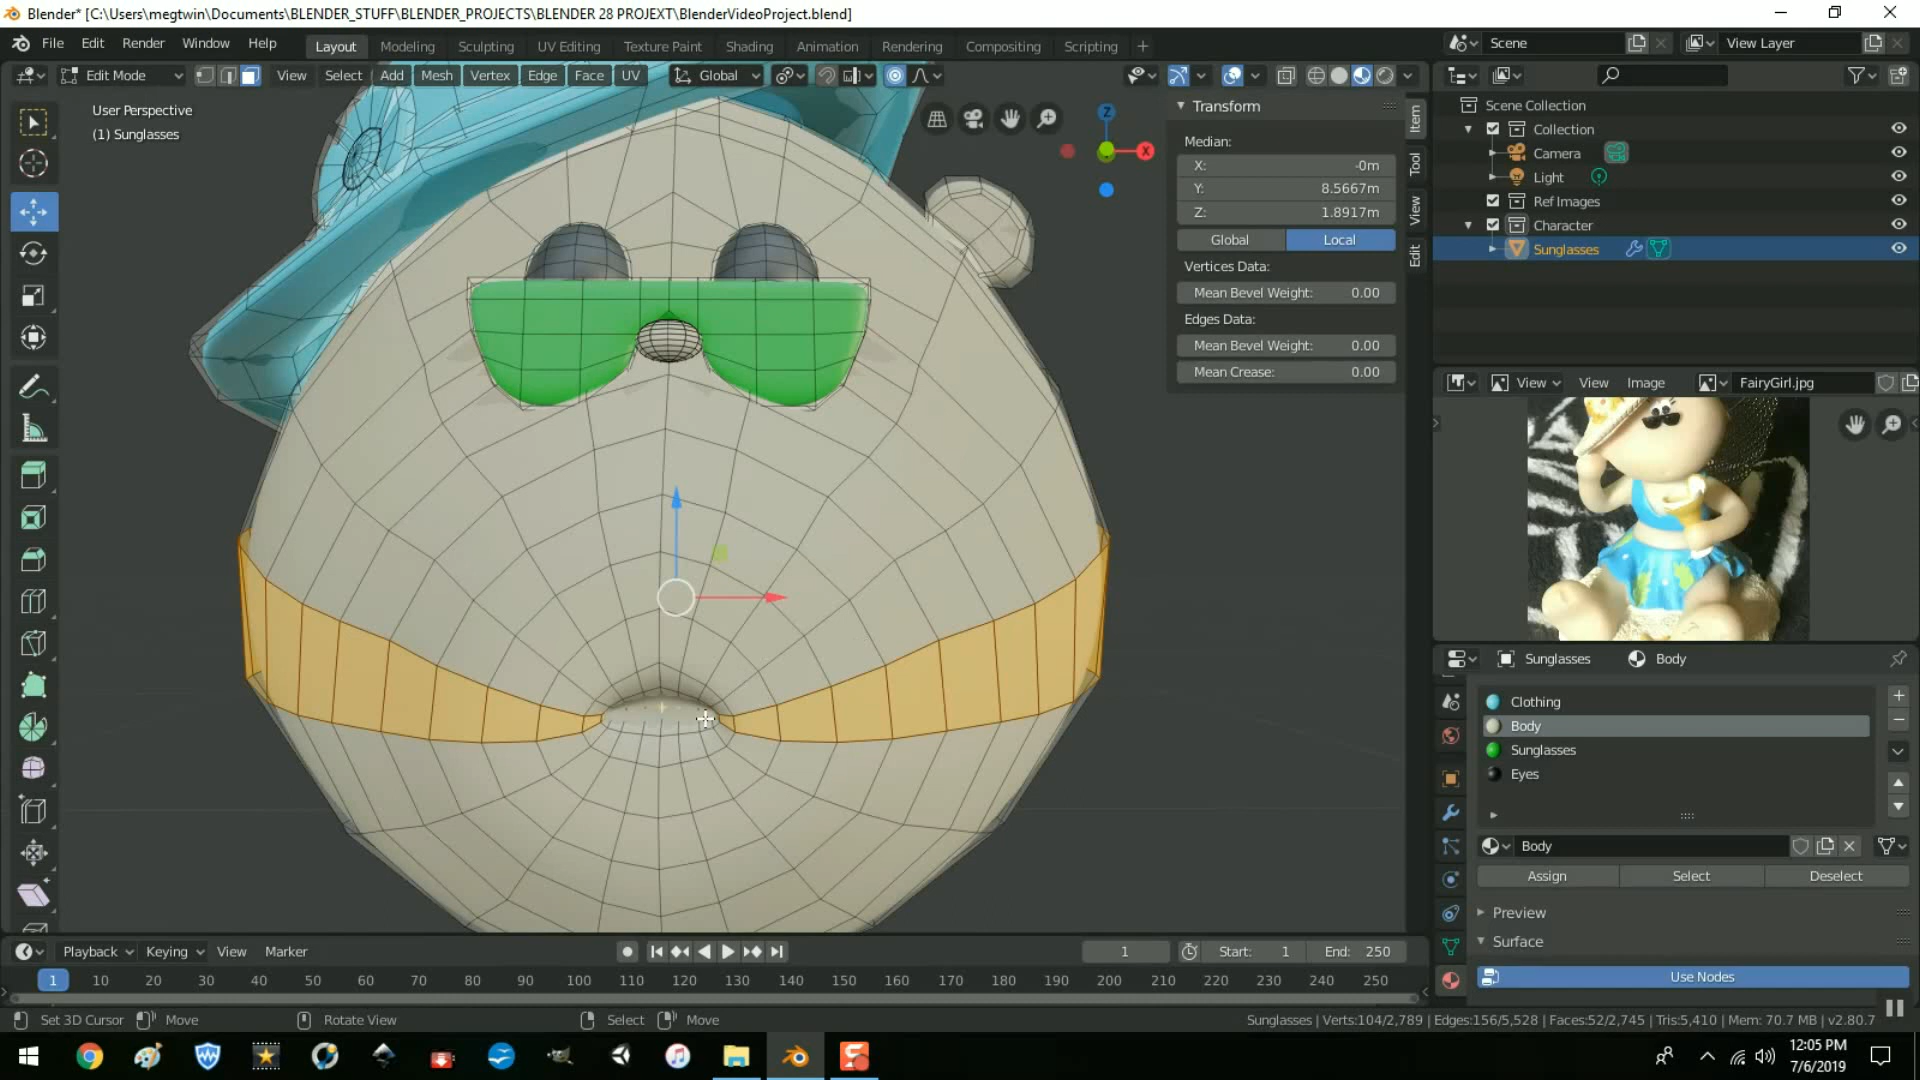 Blender* [C:\Users\megtwin\Documents\BLENDER_STUFF\BLENDER_PROJECTS\BLENDER 28 PROJEXT\BlenderVideoProject.blend]
File Edit Render Window Help Layout Modeling Sculpting UV Editing Texture Paint Shading Animation Rendering Compositing Scripting + Scene View Layer
Edit Mode View Select Add Mesh Vertex Edge Face UV Global
User Perspective
(1) Sunglasses
Z
X
Transform
Median:
X: -0m
Y: 8.5667m
Z: 1.8917m
Global Local
Vertices Data:
Mean Bevel Weight: 0.00
Edges Data:
Mean Bevel Weight: 0.00
Mean Crease: 0.00
Item
Tool
View
Edit
Scene Collection
Collection
Camera
Light
Ref Images
Character
Sunglasses
View View Image FairyGirl.jpg
Sunglasses Body
Clothing
Body
Sunglasses
Eyes
Body
Assign Select Deselect
Preview
Surface
Use Nodes
Playback Keying View Marker 1 Start: 1 End: 250
1 10 20 30 40 50 60 70 80 90 100 110 120 130 140 150 160 170 180 190 200 210 220 230 240 250
Set 3D Cursor Move Rotate View Select Move Sunglasses | Verts:104/2,789 | Edges:156/5,528 | Faces:52/2,745 | Tris:5,410 | Mem: 70.7 MB | v2.80.7
12:05 PM
7/6/2019